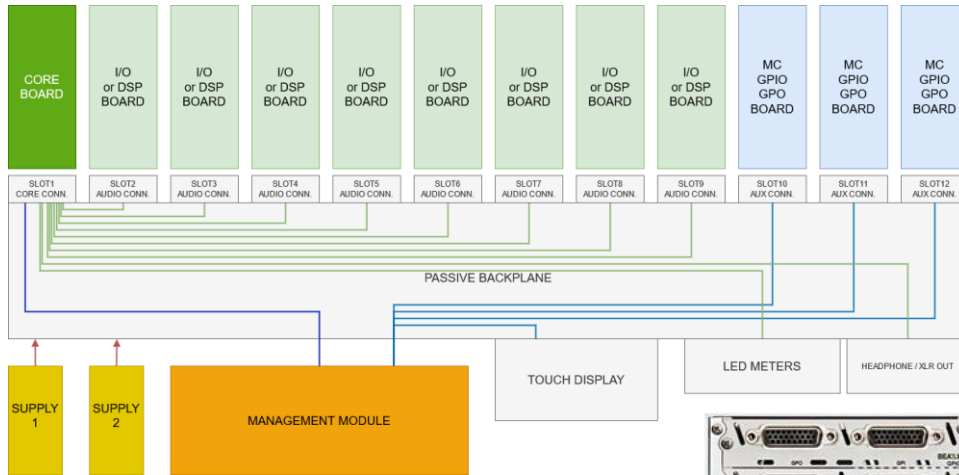 CORE
BOARD
I/O
or DSP
BOARD
I/O
or DSP
BOARD
I/O
or DSP
BOARD
I/O
or DSP
BOARD
I/O
or DSP
BOARD
I/O
or DSP
BOARD
I/O
or DSP
BOARD
I/O
or DSP
BOARD
MC
GPIO
GPO
BOARD
MC
GPIO
GPO
BOARD
MC
GPIO
GPO
BOARD
SLOT1
CORE CONN.
SLOT2
AUDIO CONN.
SLOT3
AUDIO CONN.
SLOT4
AUDIO CONN.
SLOT5
AUDIO CONN.
SLOT6
AUDIO CONN.
SLOT7
AUDIO CONN.
SLOT8
AUDIO CONN.
SLOT9
AUDIO CONN.
SLOT10
AUX CONN.
SLOT11
AUX CONN.
SLOT12
AUX CONN.
PASSIVE BACKPLANE
SUPPLY
1
SUPPLY
2
MANAGEMENT MODULE
TOUCH DISPLAY
LED METERS
HEADPHONE / XLR OUT
GPO
GPI